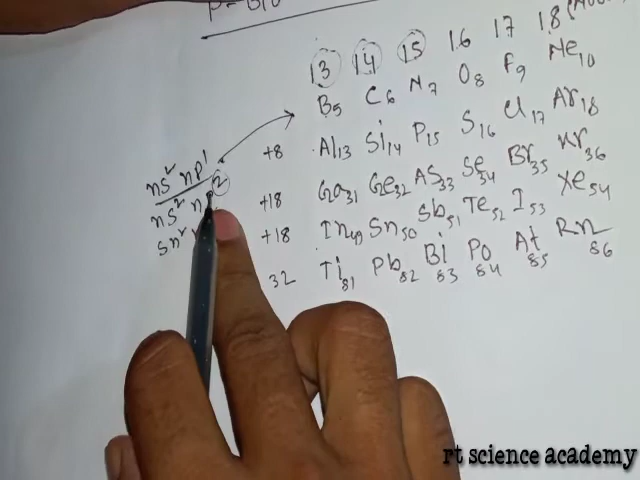 p-Blo
13 14 15 16 17 18
B5 C6 N7 O8 F9 Ne10
+8 Al13 Si14 P15 S16 Cl17 Ar18
+18 Ga31 Ge32 AS33 Se34 Br35 Kr36
+18 In49 Sn50 Sb51 Te52 I53 Xe54
32 Ti81 Pb82 Bi83 Po84 At85 Rn86
ns² np¹
ns² np2
rt science academy